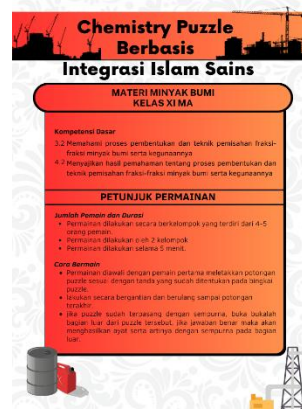 Chemistry Puzzle
Berbasis
Integrasi Islam Sains
MATERI MINYAK BUMI
KELAS XI MA
Kompetensi Dasar
3.2 Memahami proses pembentukan dan teknik pemisahan fraksi-
fraksi minyak bumi serta kegunaannya
4.2 Menyajikan hasil pemahaman tentang proses pembentukan dan
teknik pemisahan fraksi-fraksi minyak bumi serta kegunaannya
PETUNJUK PERMAINAN
Jumlah Pemain dan Durasi
• Permainan dilakukan secara berkelompok yang terdiri dari 4-5
orang pemain.
• Permainan dilakukan oleh 2 kelompok
• Permainan dilakukan selama 5 menit.
Cara Bermain
• Permainan diawali dengan pemain pertama meletakkan potongan
puzzle sesuai dengan tanda yang sudah ditentukan pada bingkai
puzzle.
• lakukan secara bergantian dan berulang sampai potongan
terakhir.
• jika puzzle sudah terpasang dengan sempurna, buka bukalah
bagian luar dari puzzle tersebut. jika jawaban benar maka akan
menghasilkan ayat serta artinya dengan sempurna pada bagian
luar.